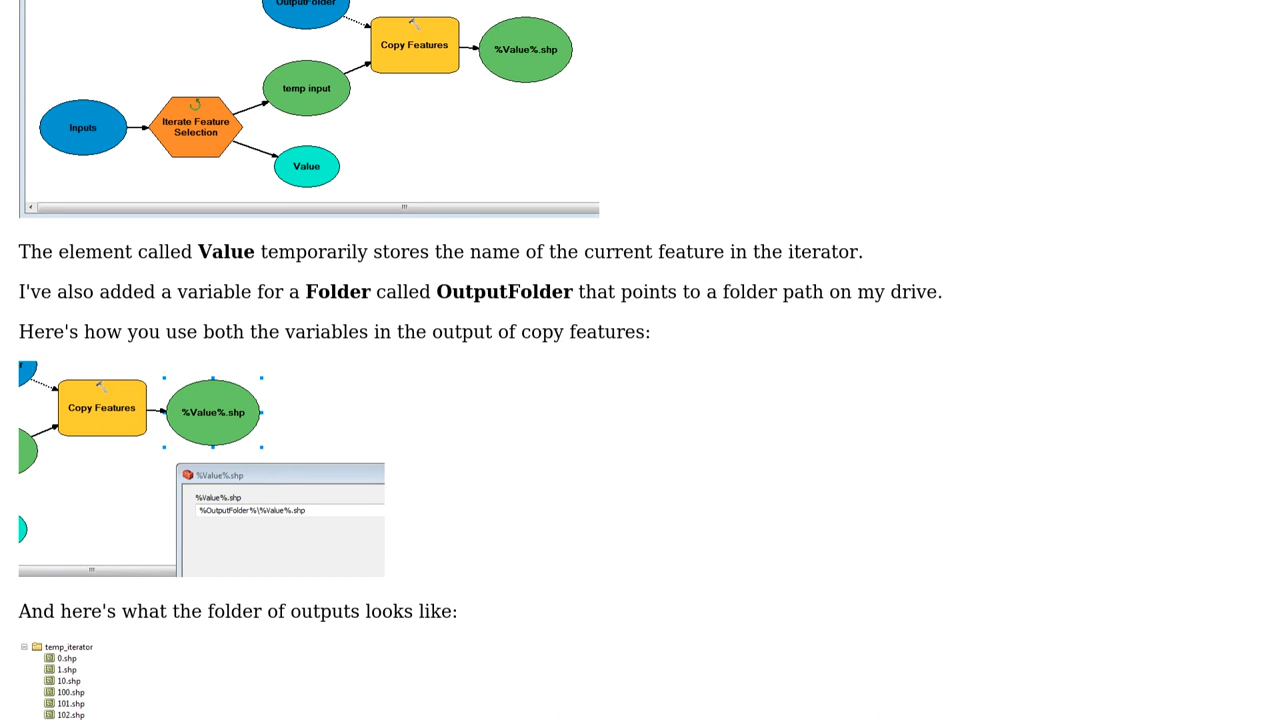 OutputFolder
Copy Features
%Value%.shp
temp input
Inputs
Iterate Feature
Selection
Value
The element called Value temporarily stores the name of the current feature in the iterator.
I've also added a variable for a Folder called OutputFolder that points to a folder path on my drive.
Here's how you use both the variables in the output of copy features:
Copy Features
%Value%.shp
%Value%.shp
%Value%.shp
%OutputFolder%\%Value%.shp
And here's what the folder of outputs looks like:
temp_iterator
0.shp
1.shp
10.shp
100.shp
101.shp
102.shp